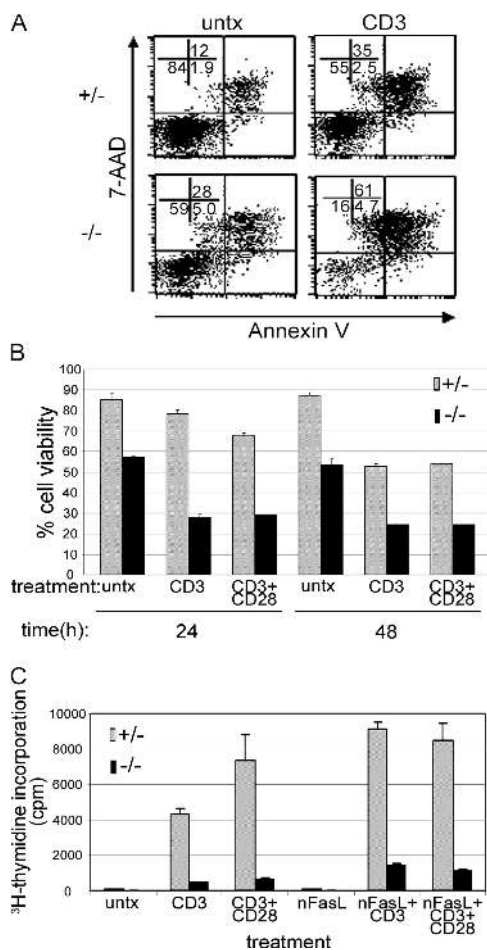 A
untx
CD3
+/-
12
84 1.9
35
55 2.5
-/-
28
59 5.0
61
16 4.7
7-AAD
Annexin V
B
% cell viability
100
90
80
70
60
50
40
30
20
10
0
+/-
-/-
treatment:
untx
CD3
CD3+
CD28
untx
CD3
CD3+
CD28
time(h):
24
48
C
³H-thymidine incorporation
(cpm)
10000
8000
6000
4000
2000
0
+/-
-/-
untx
CD3
CD3+
CD28
nFasL
nFasL+
CD3
nFasL+
CD3+
CD28
treatment